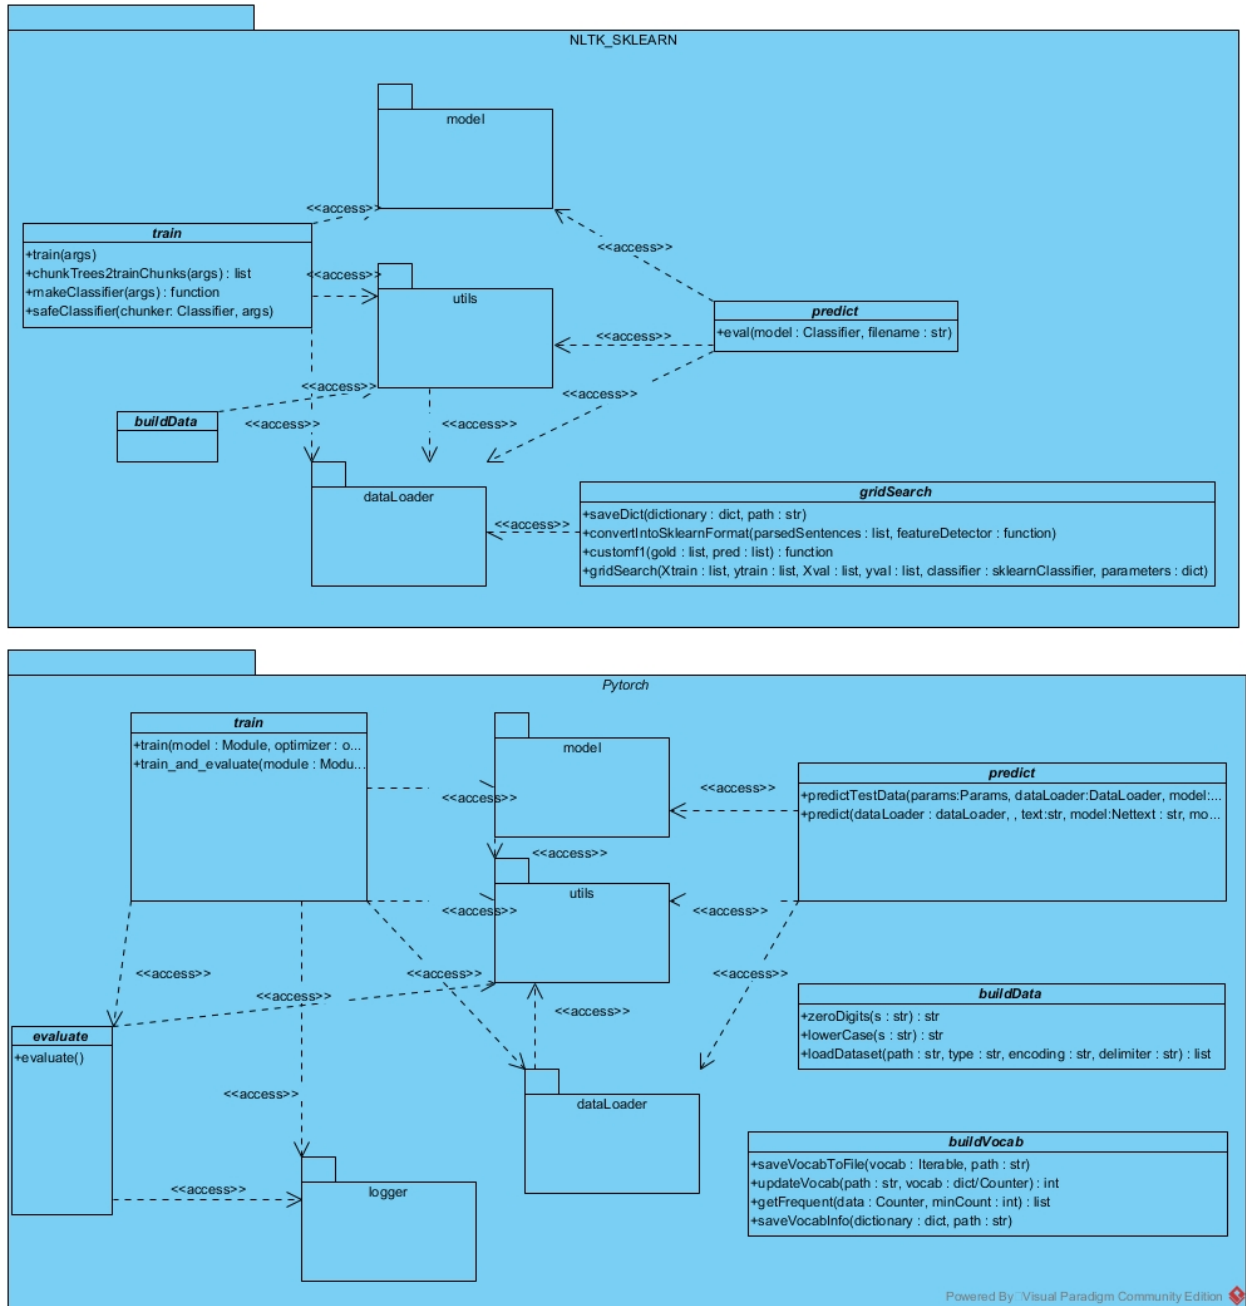 NLTK_SKLEARN
model
<<access>>
train
+train(args)
+chunkTrees2trainChunks(args) : list
+makeClassifier(args) : function
+safeClassifier(chunker: Classifier, args)
<<access>>
<<access>>
utils
predict
+eval(model : Classifier, filename : str)
<<access>>
<<access>>
<<access>>
buildData
<<access>>
<<access>>
dataLoader
<<access>>
gridSearch
+saveDict(dictionary : dict, path : str)
+convertIntoSklearnFormat(parsedSentences : list, featureDetector : function)
+customf1(gold : list, pred : list) : function
+gridSearch(Xtrain : list, ytrain : list, Xval : list, yval : list, classifier : sklearnClassifier, parameters : dict)
Pytorch
train
+train(model : Module, optimizer : o...
+train_and_evaluate(module : Modu...
model
<<access>>
<<access>>
predict
+predictTestData(params:Params, dataLoader:DataLoader, model:...
+predict(dataLoader : dataLoader, , text:str, model:Nettext : str, mo...
<<access>>
utils
<<access>>
<<access>>
<<access>>
<<access>>
<<access>>
<<access>>
<<access>>
buildData
+zeroDigits(s : str) : str
+lowerCase(s : str) : str
+loadDataset(path : str, type : str, encoding : str, delimiter : str) : list
evaluate
+evaluate()
<<access>>
dataLoader
buildVocab
+saveVocabToFile(vocab : Iterable, path : str)
+updateVocab(path : str, vocab : dict/Counter) : int
+getFrequent(data : Counter, minCount : int) : list
+saveVocabInfo(dictionary : dict, path : str)
<<access>>
logger
Powered By Visual Paradigm Community Edition